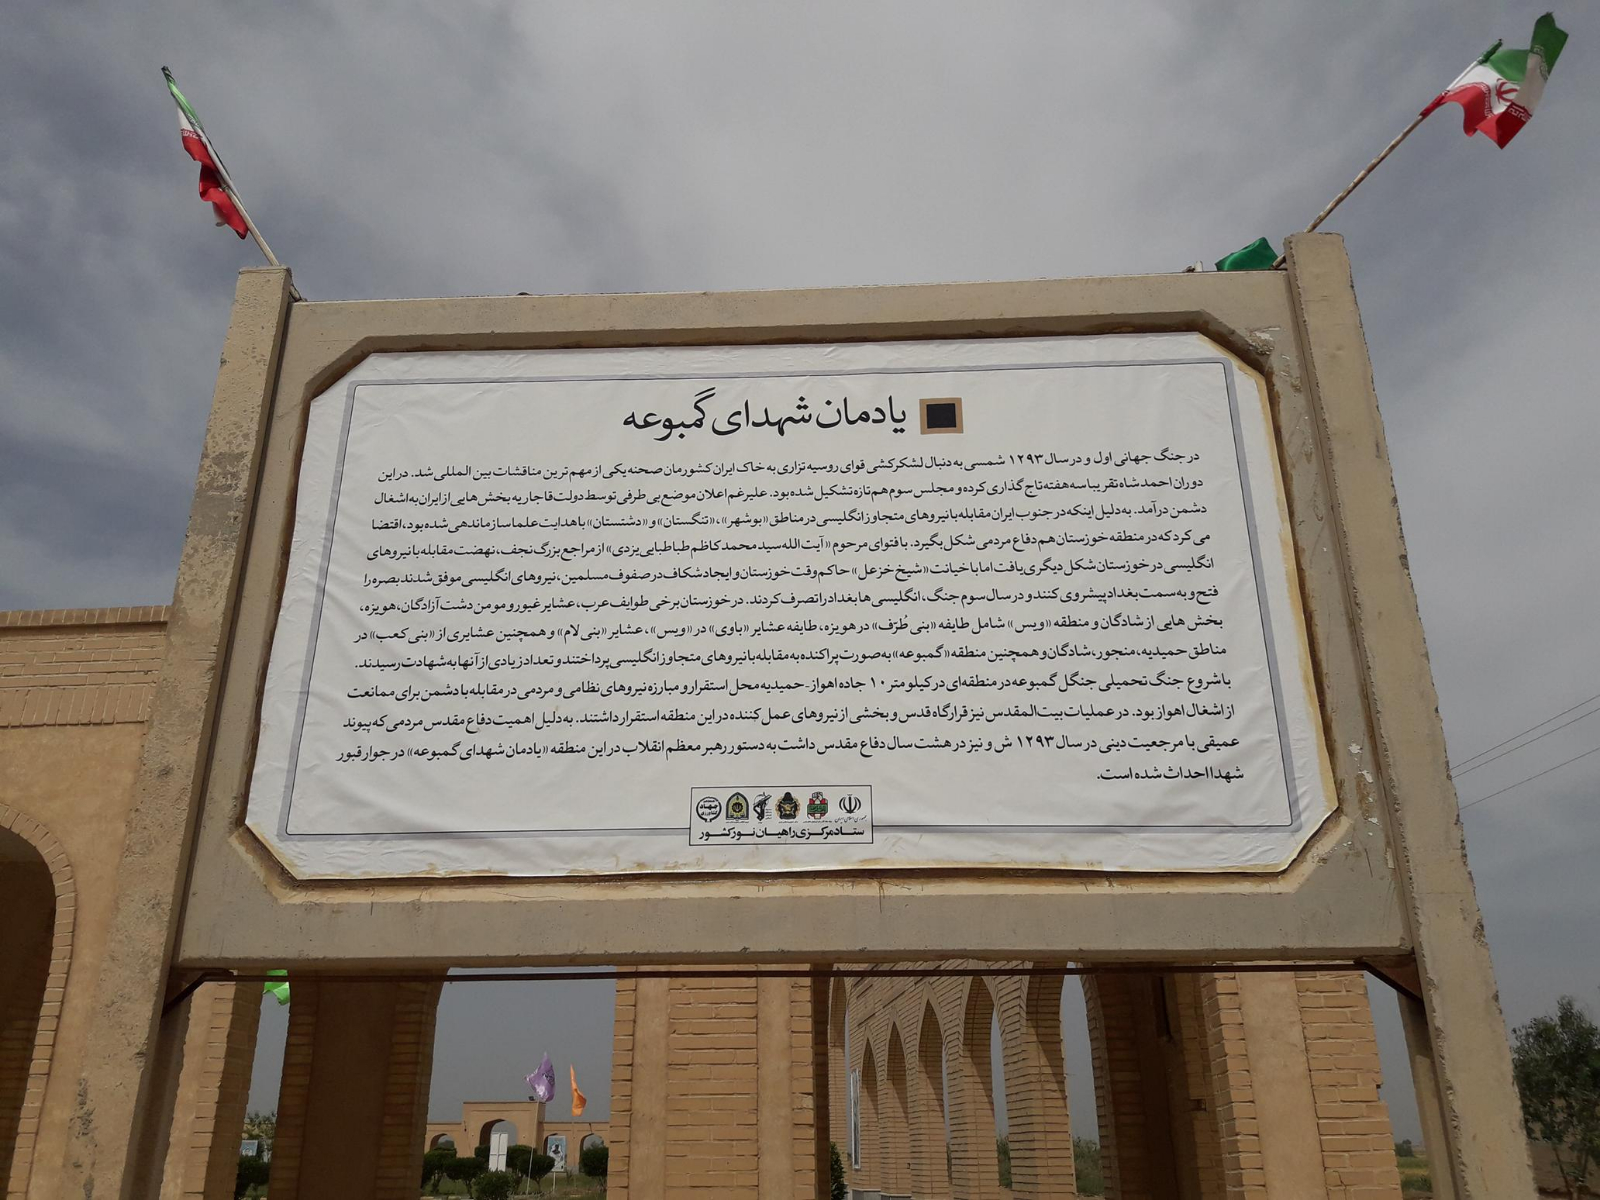 یادمان شهدای گمبوعه
در جنگ جهانی اول و در سال ۱۲۹۳ شمسی به دنبال لشکرکشی قوای روسیه تزاری به خاک ایران کشورمان صحنه یکی از مهم ترین مناقشات بین المللی شد. در این
دوران احمد شاه تقریبا سه هفته تاج گذاری کرده و مجلس سوم هم تازه تشکیل شده بود. علیرغم اعلان موضع بی طرفی توسط دولت قاجاریه بخش هایی از ایران به اشغال
دشمن در آمد. به دلیل اینکه در جنوب ایران مقابله با نیروهای متجاوز انگلیسی در مناطق «بوشهر»، «تنگستان» و «دشتستان» با هدایت علما سازماندهی شده بود، اقتضا
می کرد که در منطقه خوزستان هم دفاع مردمی شکل بگیرد. با فتوای مرحوم «آیت الله سید محمد کاظم طباطبایی یزدی» از مراجع بزرگ نجف، نهضت مقابله با نیروهای
انگلیسی در خوزستان شکل دیگری یافت اما با خیانت «شیخ خزعل» حاکم وقت خوزستان و ایجاد شکاف در صفوف مسلمین، نیروهای انگلیسی موفق شدند بصره را
فتح و به سمت بغداد پیشروی کنند و در سال سوم جنگ، انگلیسی ها بغداد را تصرف کردند. در خوزستان برخی طوایف عرب، عشایر غیور و مومن دشت آزادگان، هویزه،
بخش هایی از شادگان و منطقه «ویس» شامل طایفه «بنی طُرُف» در هویزه، طایفه عشایر «باوی» در «ویس»، عشایر «بنی لام» و همچنین عشایری از «بنی کعب» در
مناطق حمیدیه، منجور، شادگان و همچنین منطقه «گمبوعه» به صورت پراکنده به مقابله با نیروهای متجاوز انگلیسی پرداختند و تعداد زیادی از آنها به شهادت رسیدند.
با شروع جنگ تحمیلی جنگل گمبوعه در منطقه ای در کیلومتر ۱۰ جاده اهواز - حمیدیه محل استقرار و مبارزه نیروهای نظامی و مردمی در مقابله با دشمن برای ممانعت
از اشغال اهواز بود. در عملیات بیت المقدس نیز قرارگاه قدس و بخشی از نیروهای عمل کننده در این منطقه استقرار داشتند. به دلیل اهمیت دفاع مقدس مردمی که پیوند
عمیقی با مرجعیت دینی در سال ۱۲۹۳ ش و نیز در هشت سال دفاع مقدس داشت به دستور رهبر معظم انقلاب در این منطقه «یادمان شهدای گمبوعه» در جوار قبور
شهدا احداث شده است.
ستاد مرکزی راهیان نور کشور